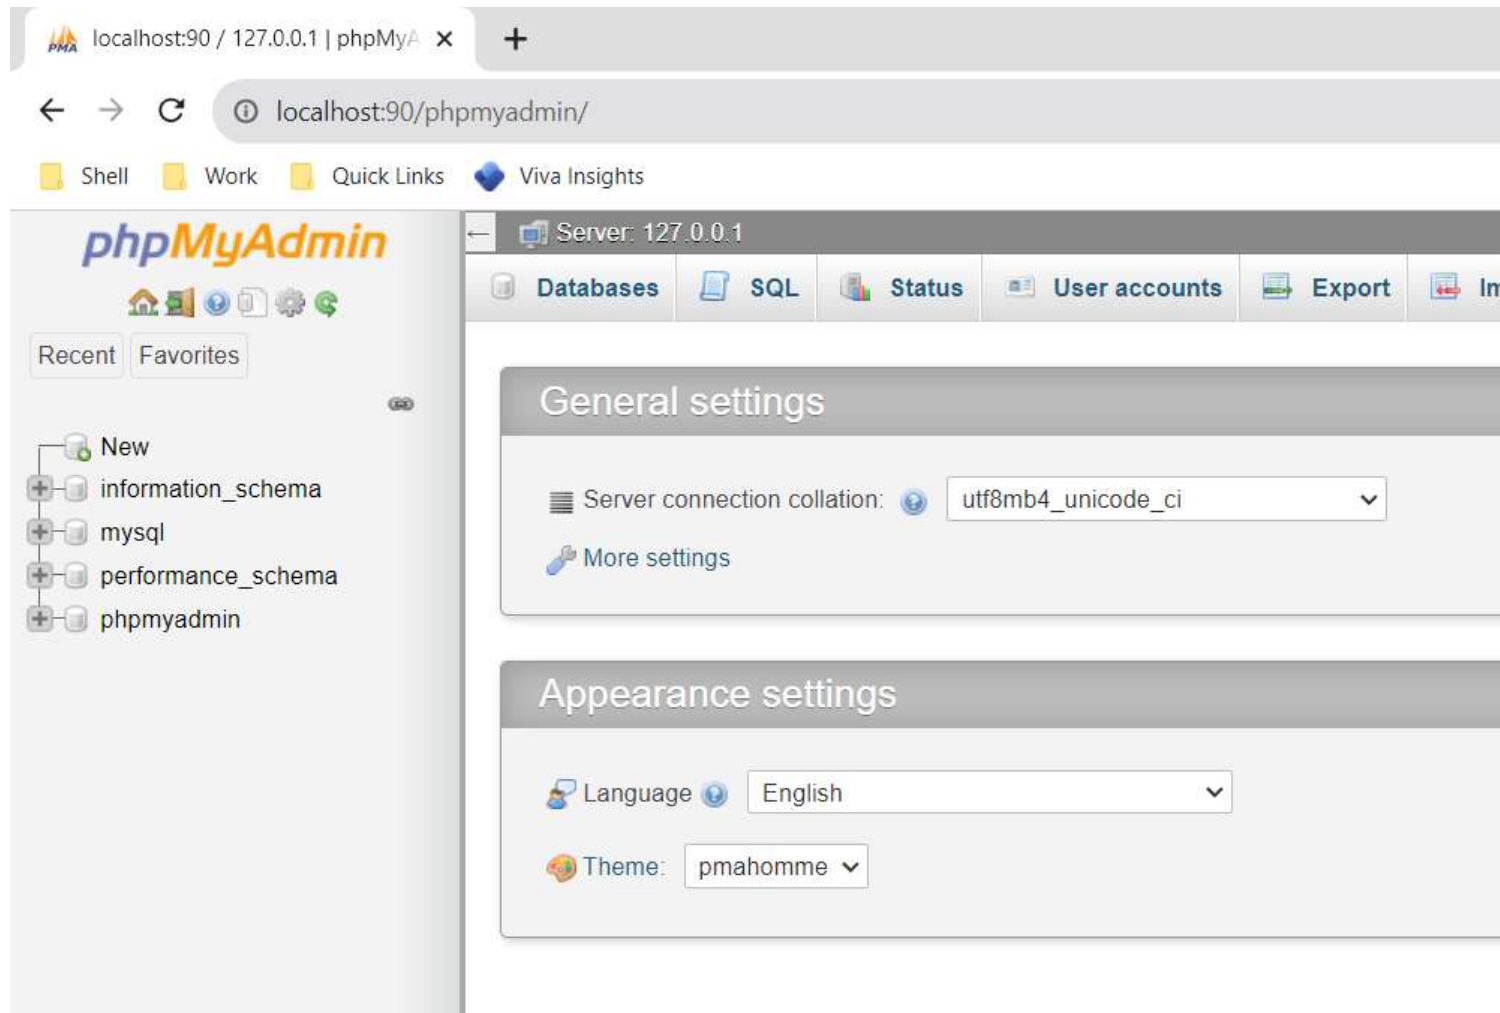 localhost:90 / 127.0.0.1 | phpMyA
localhost:90/phpmyadmin/
Shell Work Quick Links Viva Insights
phpMyAdmin
Server: 127.0.0.1
Databases SQL Status User accounts Export Im
Recent Favorites
General settings
New
information_schema
mysql
performance_schema
phpmyadmin
Server connection collation: utf8mb4_unicode_ci
More settings
Appearance settings
Language English
Theme: pmahomme